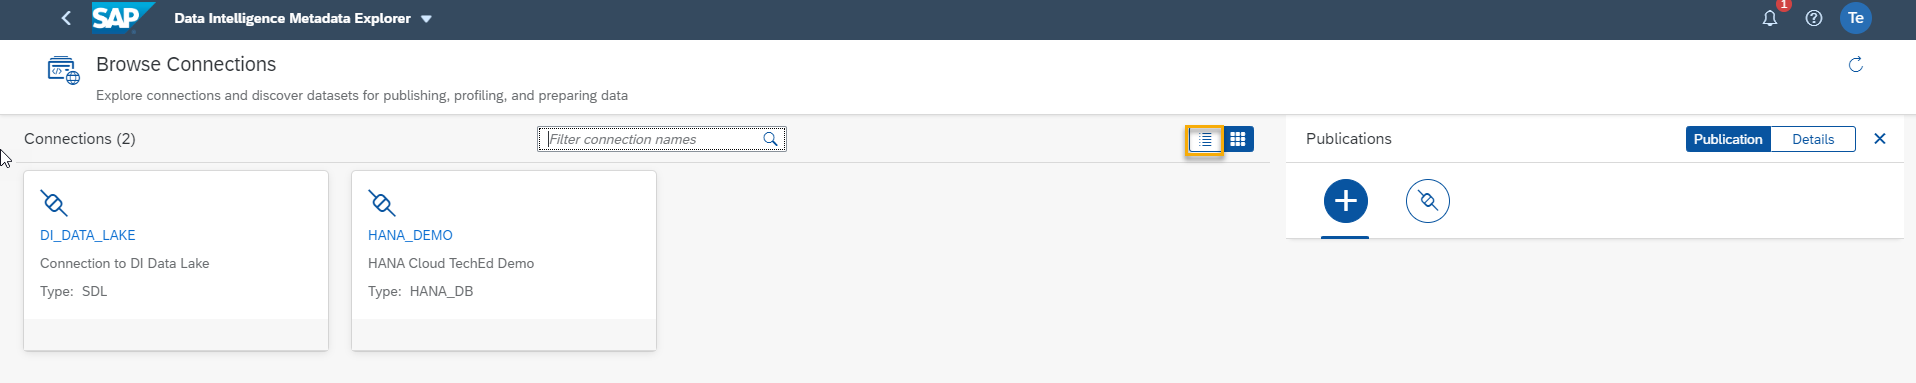 SAP Data Intelligence Metadata Explorer 1 Te
Browse Connections
Explore connections and discover datasets for publishing, profiling, and preparing data
Connections (2)
Filter connection names
DI_DATA_LAKE
Connection to DI Data Lake
Type: SDL
HANA_DEMO
HANA Cloud TechEd Demo
Type: HANA_DB
Publications
Publication Details